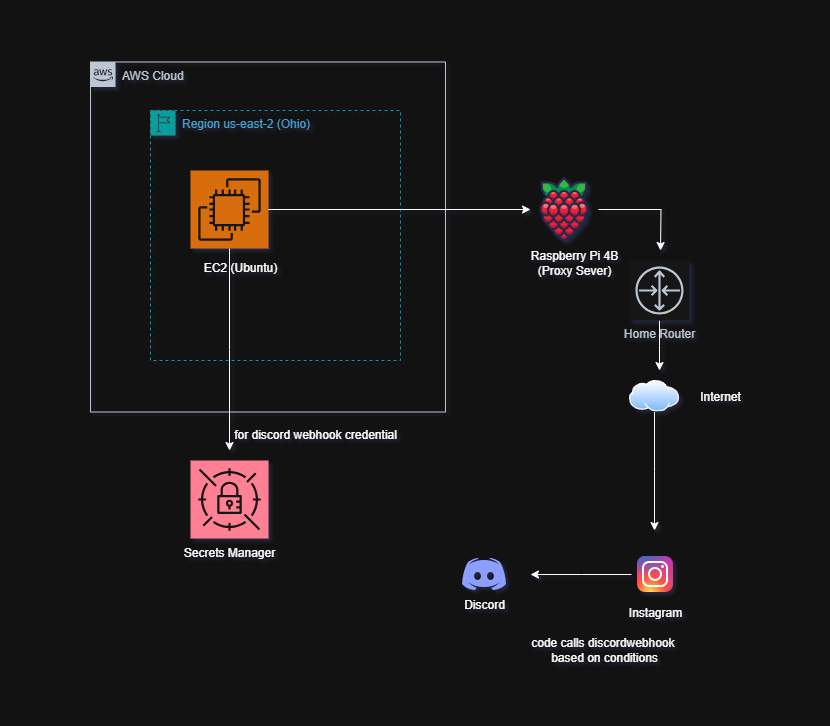 aws
AWS Cloud
Region us-east-2 (Ohio)
EC2 (Ubuntu)
Raspberry Pi 4B
(Proxy Sever)
Home Router
Internet
for discord webhook credential
Secrets Manager
Discord
Instagram
code calls discordwebhook
based on conditions